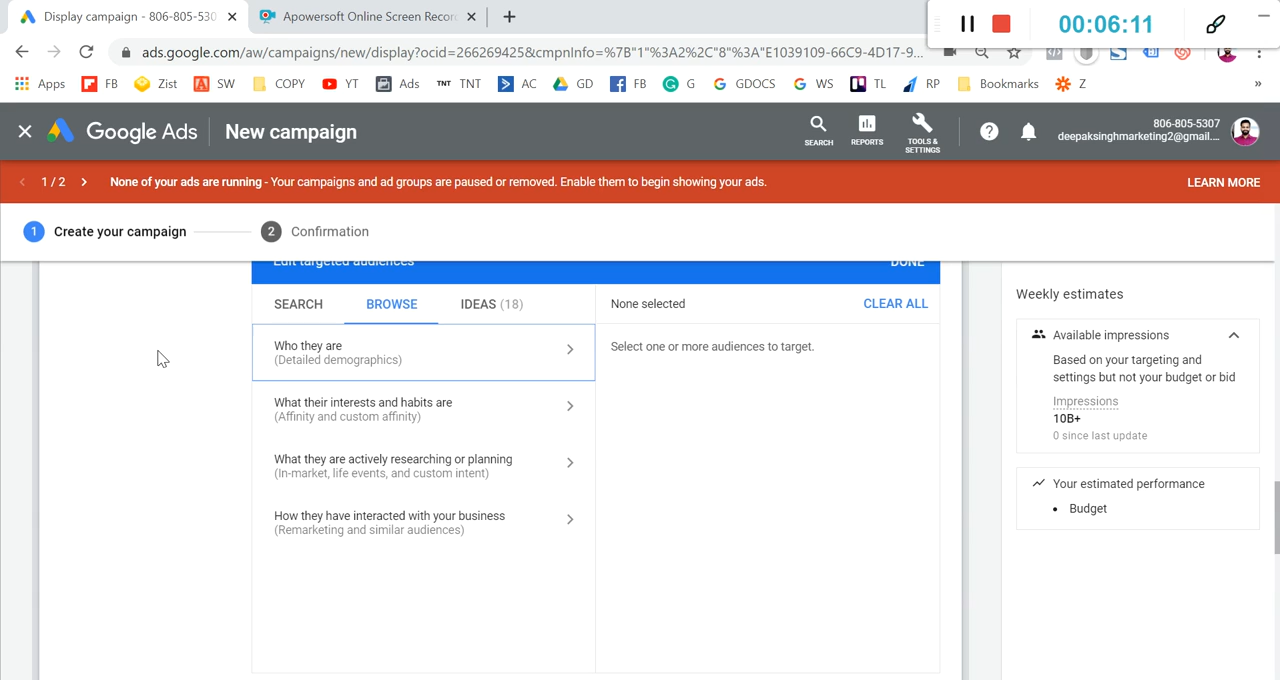 Display campaign - 806-805-530
Apowersoft Online Screen Recor
00:06:11
ads.google.com/aw/campaigns/new/display?ocid=266269425&cmpnInfo=%7B"1"%3A2%2C"8"%3A"E1039109-66C9-4D17-9...
Apps FB Zist SW COPY YT Ads TNT TNT AC GD FB G GDOCS WS TL RP Bookmarks Z »
Google Ads New campaign
SEARCH REPORTS TOOLS & SETTINGS
806-805-5307
deepaksinghmarketing2@gmail....
1 / 2 None of your ads are running - Your campaigns and ad groups are paused or removed. Enable them to begin showing your ads. LEARN MORE
1 Create your campaign 2 Confirmation
Edit targeted audiences DONE
SEARCH BROWSE IDEAS (18) None selected CLEAR ALL
Who they are
(Detailed demographics)
Select one or more audiences to target.
What their interests and habits are
(Affinity and custom affinity)
What they are actively researching or planning
(In-market, life events, and custom intent)
How they have interacted with your business
(Remarketing and similar audiences)
Weekly estimates
Available impressions
Based on your targeting and
settings but not your budget or bid
Impressions
10B+
0 since last update
Your estimated performance
• Budget